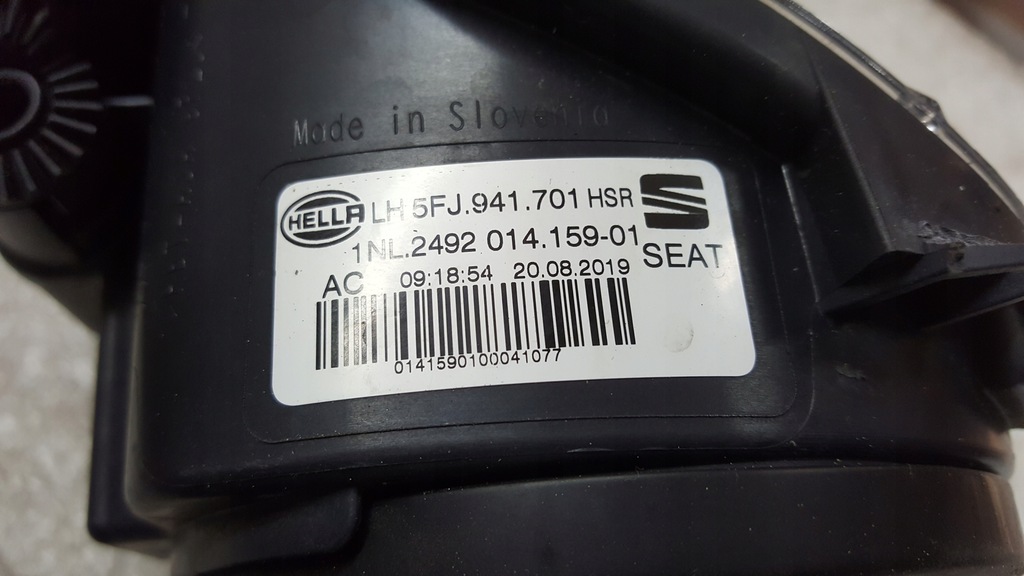 Made in Slovenia
HELLA LH 5FJ.941.701 HSR
1NL.2492 014.159-01
SEAT
AC 09:18:54 20.08.2019
0141590100041077